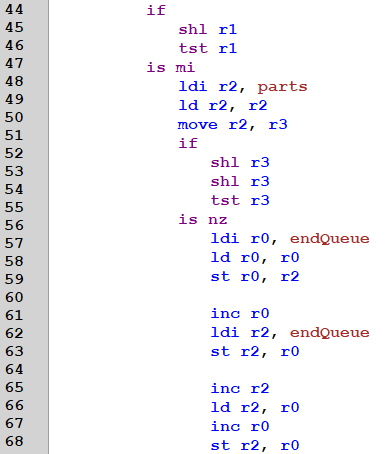 44 if
45 shl r1
46 tst r1
47 is mi
48 ldi r2, parts
49 ld r2, r2
50 move r2, r3
51 if
52 shl r3
53 shl r3
54 tst r3
55 is nz
56 ldi r0, endQueue
57 ld r0, r0
58 st r0, r2
59
60 inc r0
61 ldi r2, endQueue
62 st r2, r0
63
64 inc r2
65 ld r2, r0
66 inc r0
67 st r2, r0
68